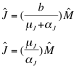 Ĵ = (b / (μ_J + α_J)) M̂
Ĵ = (μ_J / α_J) M̂